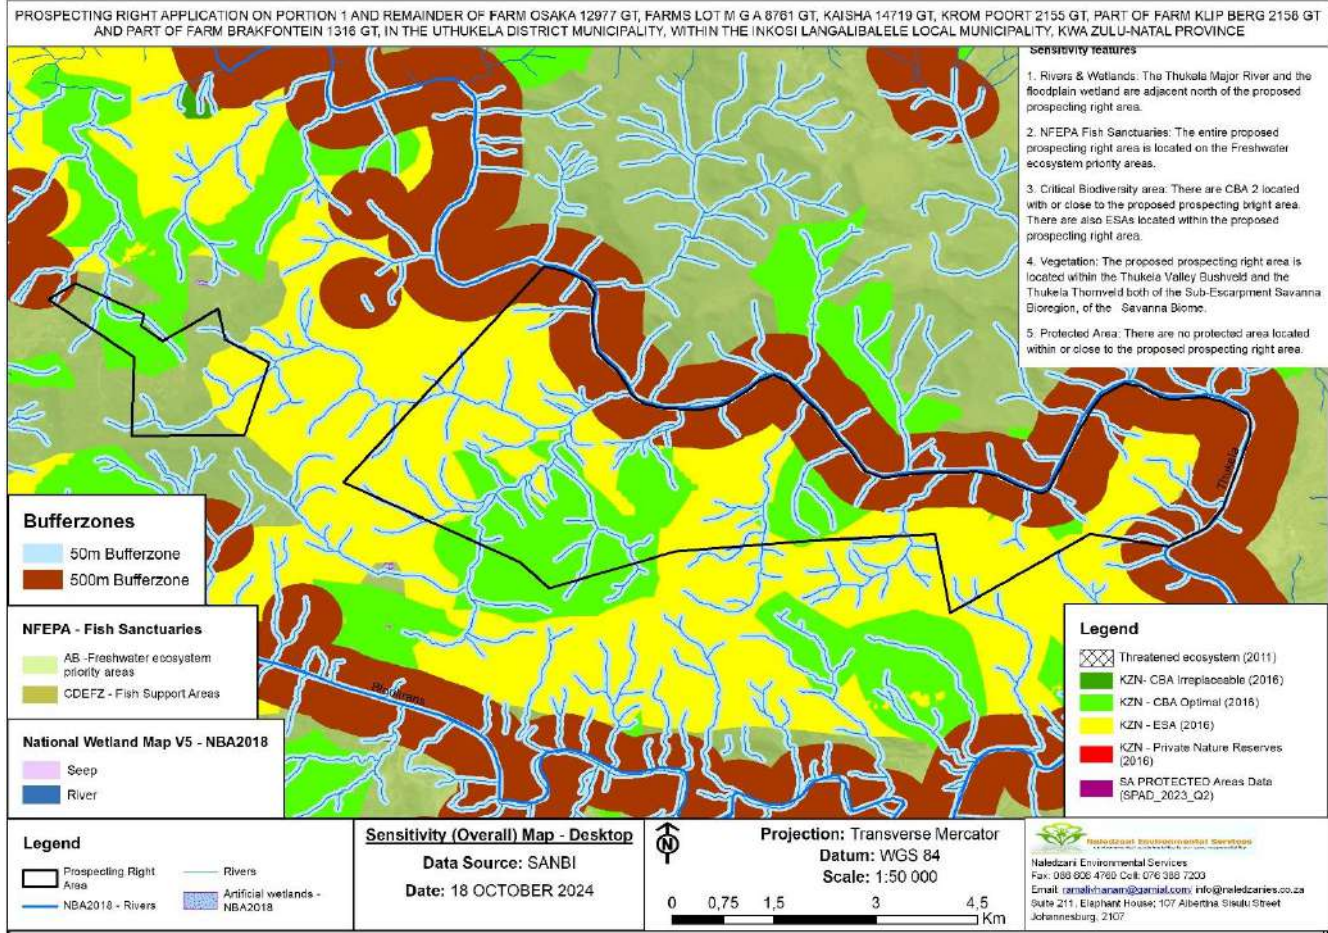 PROSPECTING RIGHT APPLICATION ON PORTION 1 AND REMAINDER OF FARM OSAKA 12977 GT, FARMS LOT M G A 8761 GT, KAISHA 14719 GT, KROM POORT 2155 GT, PART OF FARM KLIP BERG 2158 GT
AND PART OF FARM BRAKFONTEIN 1316 GT, IN THE UTHUKELA DISTRICT MUNICIPALITY, WITHIN THE INKOSI LANGALIBALELE LOCAL MUNICIPALITY, KWA ZULU-NATAL PROVINCE
Sensitivity features
1. Rivers & Wetlands: The Thukela Major River and the
floodplain wetland are adjacent north of the proposed
prospecting right area.
2. NFEPA Fish Sanctuaries: The entire proposed
prospecting right area is located on the Freshwater
ecosystem priority areas.
3. Critical Biodiversity area: There are CBA 2 located
with or close to the proposed prospecting bright area.
There are also ESAs located within the proposed
prospecting right area.
4. Vegetation: The proposed prospecting right area is
located within the Thukela Valley Bushveld and the
Thukela Thornveld both of the Sub-Escarpment Savanna
Bioregion, of the Savanna Biome.
5. Protected Area: There are no protected area located
within or close to the proposed prospecting right area.
Thukela
Bufferzones
50m Bufferzone
500m Bufferzone
NFEPA - Fish Sanctuaries
AB -Freshwater ecosystem
priority areas
CDEFZ - Fish Support Areas
National Wetland Map V5 - NBA2018
Seep
River
Legend
Threatened ecosystem (2011)
KZN- CBA Irreplaceable (2016)
KZN - CBA Optimal (2016)
KZN - ESA (2016)
KZN - Private Nature Reserves
(2016)
SA PROTECTED Areas Data
(SPAD_2023_Q2)
Legend
Prospecting Right
Area
NBA2018 - Rivers
Rivers
Artificial wetlands -
NBA2018
Sensitivity (Overall) Map - Desktop
Data Source: SANBI
Date: 18 OCTOBER 2024
N
Projection: Transverse Mercator
Datum: WGS 84
Scale: 1:50 000
0 0,75 1,5 3 4,5
Km
Naledzani Environmental Services
Naledzani Environmental Services
Fax: 086 606 4760 Cell: 076 386 7203
Email: ramalivhanam@gamial.com/ info@naledzanies.co.za
Suite 211, Elephant House; 107 Albertina Sisulu Street
Johannesburg, 2107